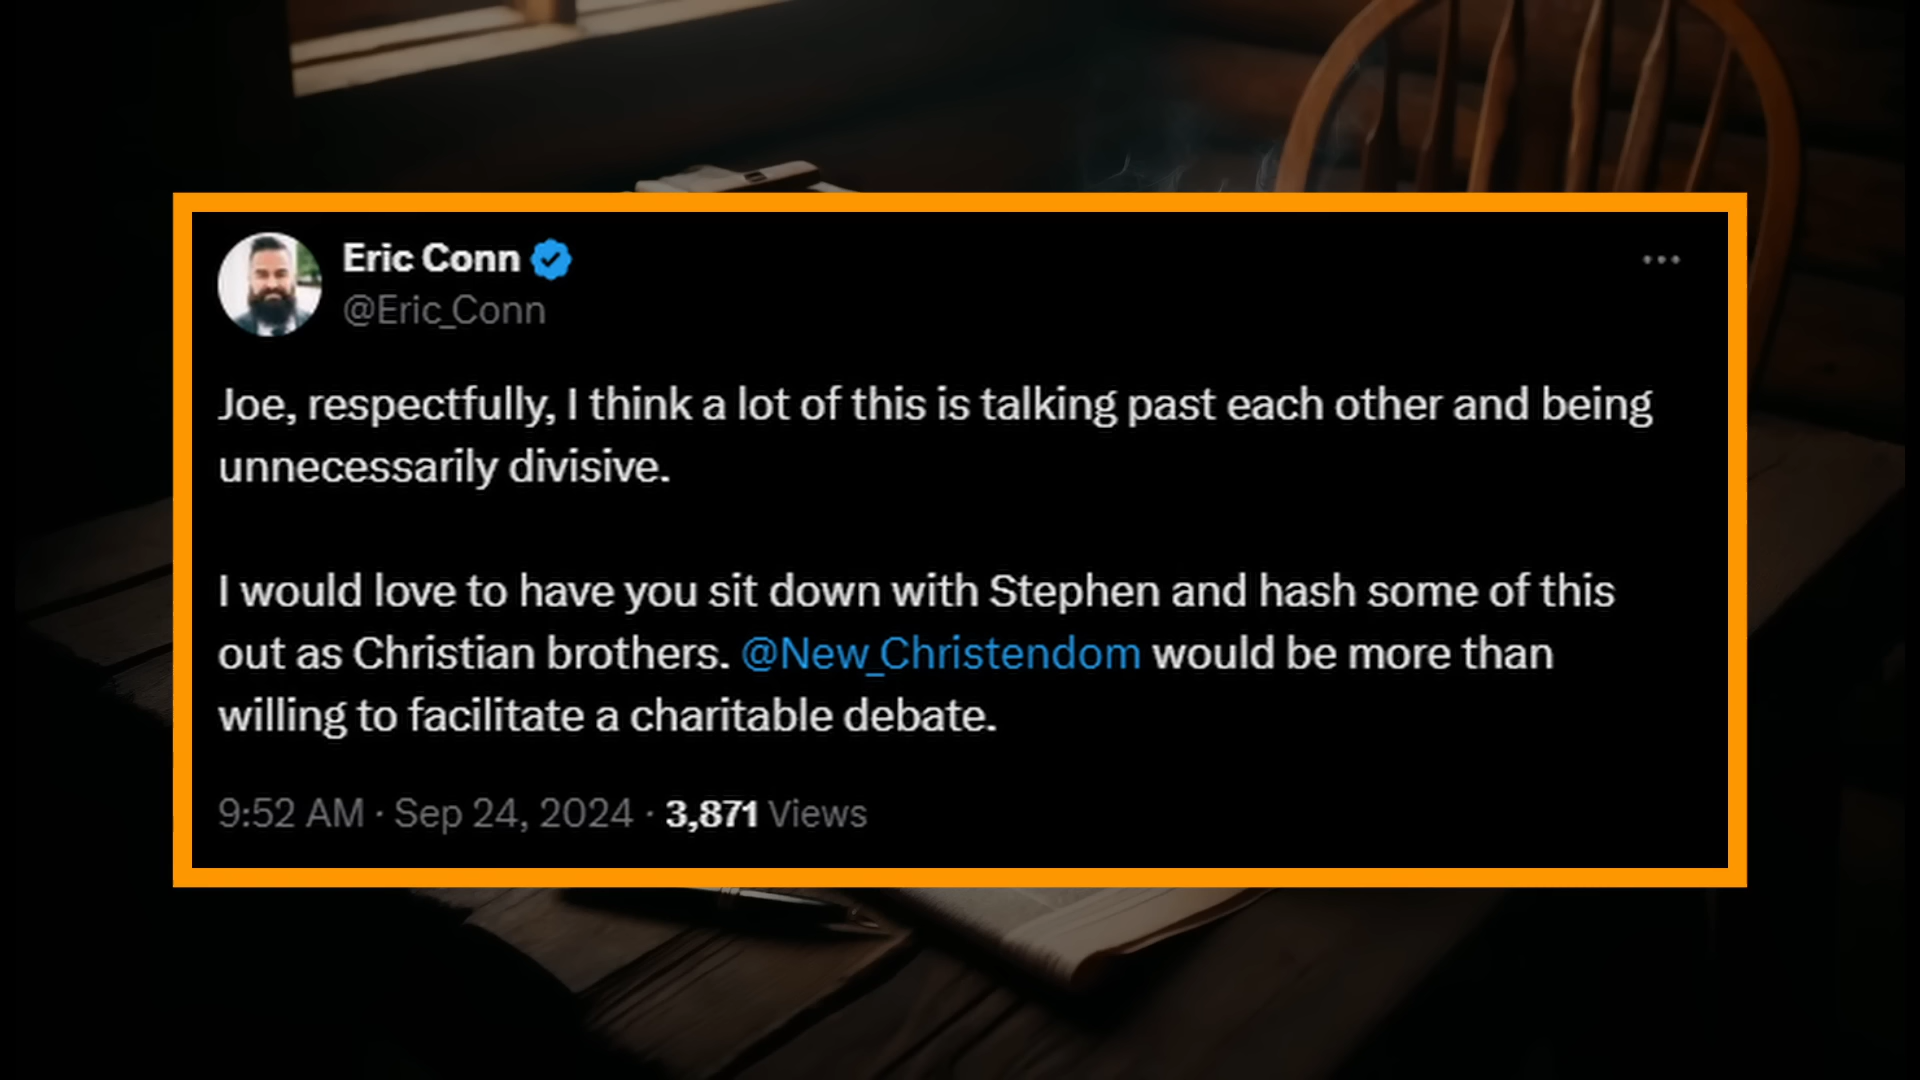 Eric Conn
@Eric_Conn
Joe, respectfully, I think a lot of this is talking past each other and being
unnecessarily divisive.
I would love to have you sit down with Stephen and hash some of this
out as Christian brothers. @New_Christendom would be more than
willing to facilitate a charitable debate.
9:52 AM · Sep 24, 2024 · 3,871 Views